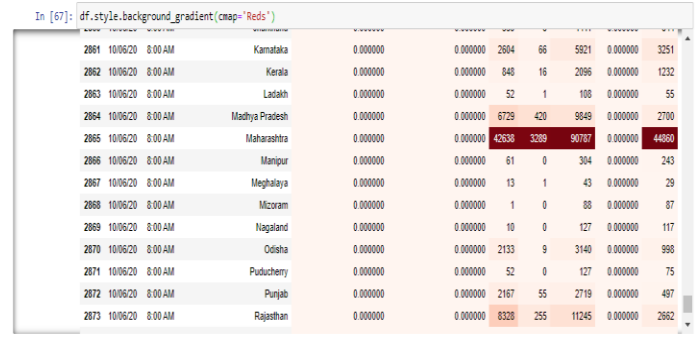 In [67]: df.style.background_gradient(cmap='Reds')
2861 10/06/20 8:00 AM Karnataka 0.000000 0.000000 2604 66 5921 0.000000 3251
2862 10/06/20 8:00 AM Kerala 0.000000 0.000000 848 16 2096 0.000000 1232
2863 10/06/20 8:00 AM Ladakh 0.000000 0.000000 52 1 108 0.000000 55
2864 10/06/20 8:00 AM Madhya Pradesh 0.000000 0.000000 6729 420 9849 0.000000 2700
2865 10/06/20 8:00 AM Maharashtra 0.000000 0.000000 42638 3289 90787 0.000000 44860
2866 10/06/20 8:00 AM Manipur 0.000000 0.000000 61 0 304 0.000000 243
2867 10/06/20 8:00 AM Meghalaya 0.000000 0.000000 13 1 43 0.000000 29
2868 10/06/20 8:00 AM Mizoram 0.000000 0.000000 1 0 88 0.000000 87
2869 10/06/20 8:00 AM Nagaland 0.000000 0.000000 10 0 127 0.000000 117
2870 10/06/20 8:00 AM Odisha 0.000000 0.000000 2133 9 3140 0.000000 998
2871 10/06/20 8:00 AM Puducherry 0.000000 0.000000 52 0 127 0.000000 75
2872 10/06/20 8:00 AM Punjab 0.000000 0.000000 2167 55 2719 0.000000 497
2873 10/06/20 8:00 AM Rajasthan 0.000000 0.000000 8328 255 11245 0.000000 2662